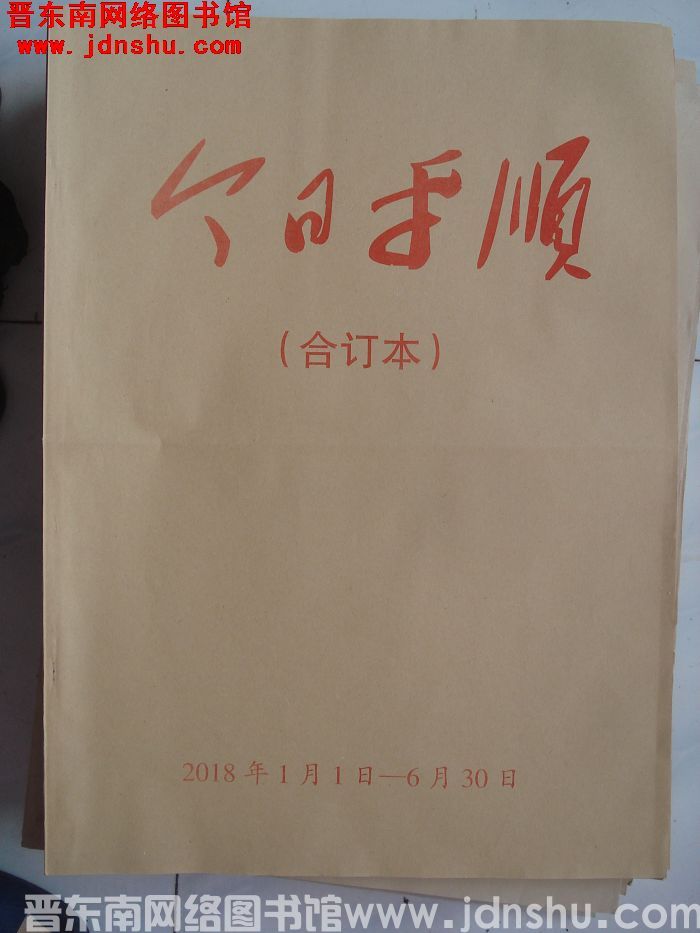 晋东南网络图书馆
www.jdnshu.com
今日平顺
（合订本）
2018年1月1日—6月30日
晋东南网络图书馆www.jdnshu.com